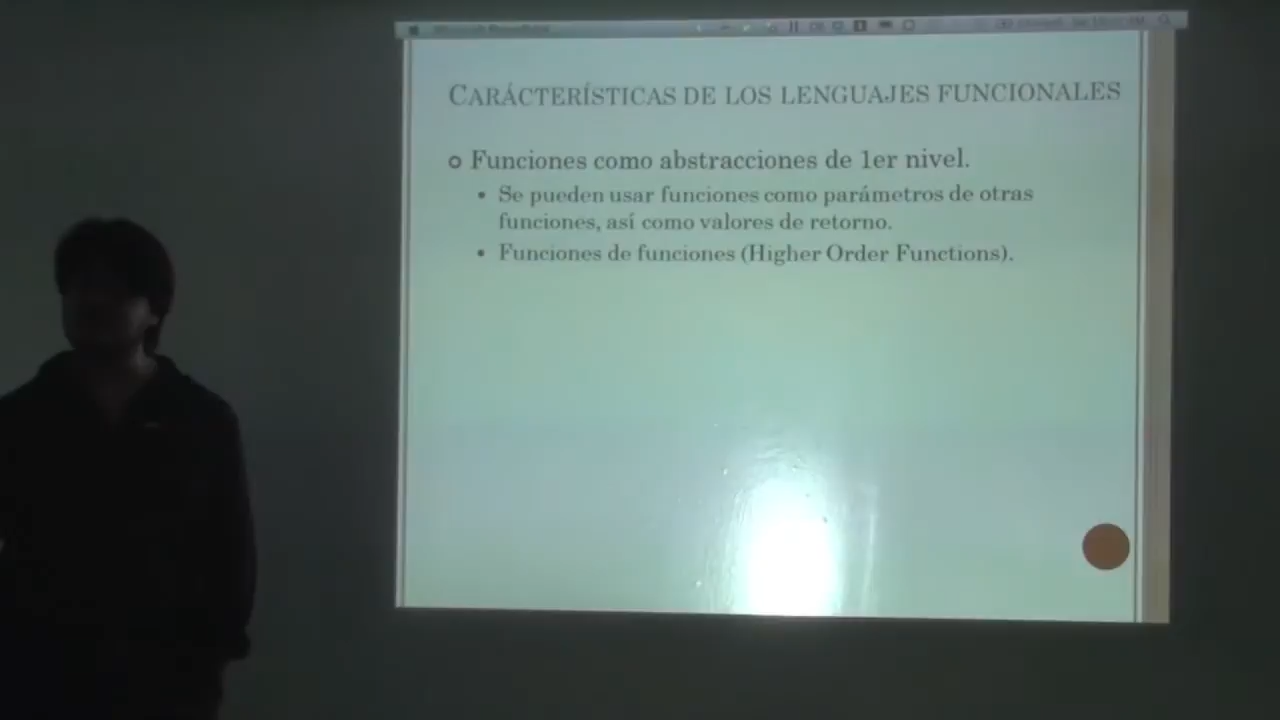 CARÁCTERÍSTICAS DE LOS LENGUAJES FUNCIONALES
Funciones como abstracciones de 1er nivel.
• Se pueden usar funciones como parámetros de otras
funciones, así como valores de retorno.
• Funciones de funciones (Higher Order Functions).